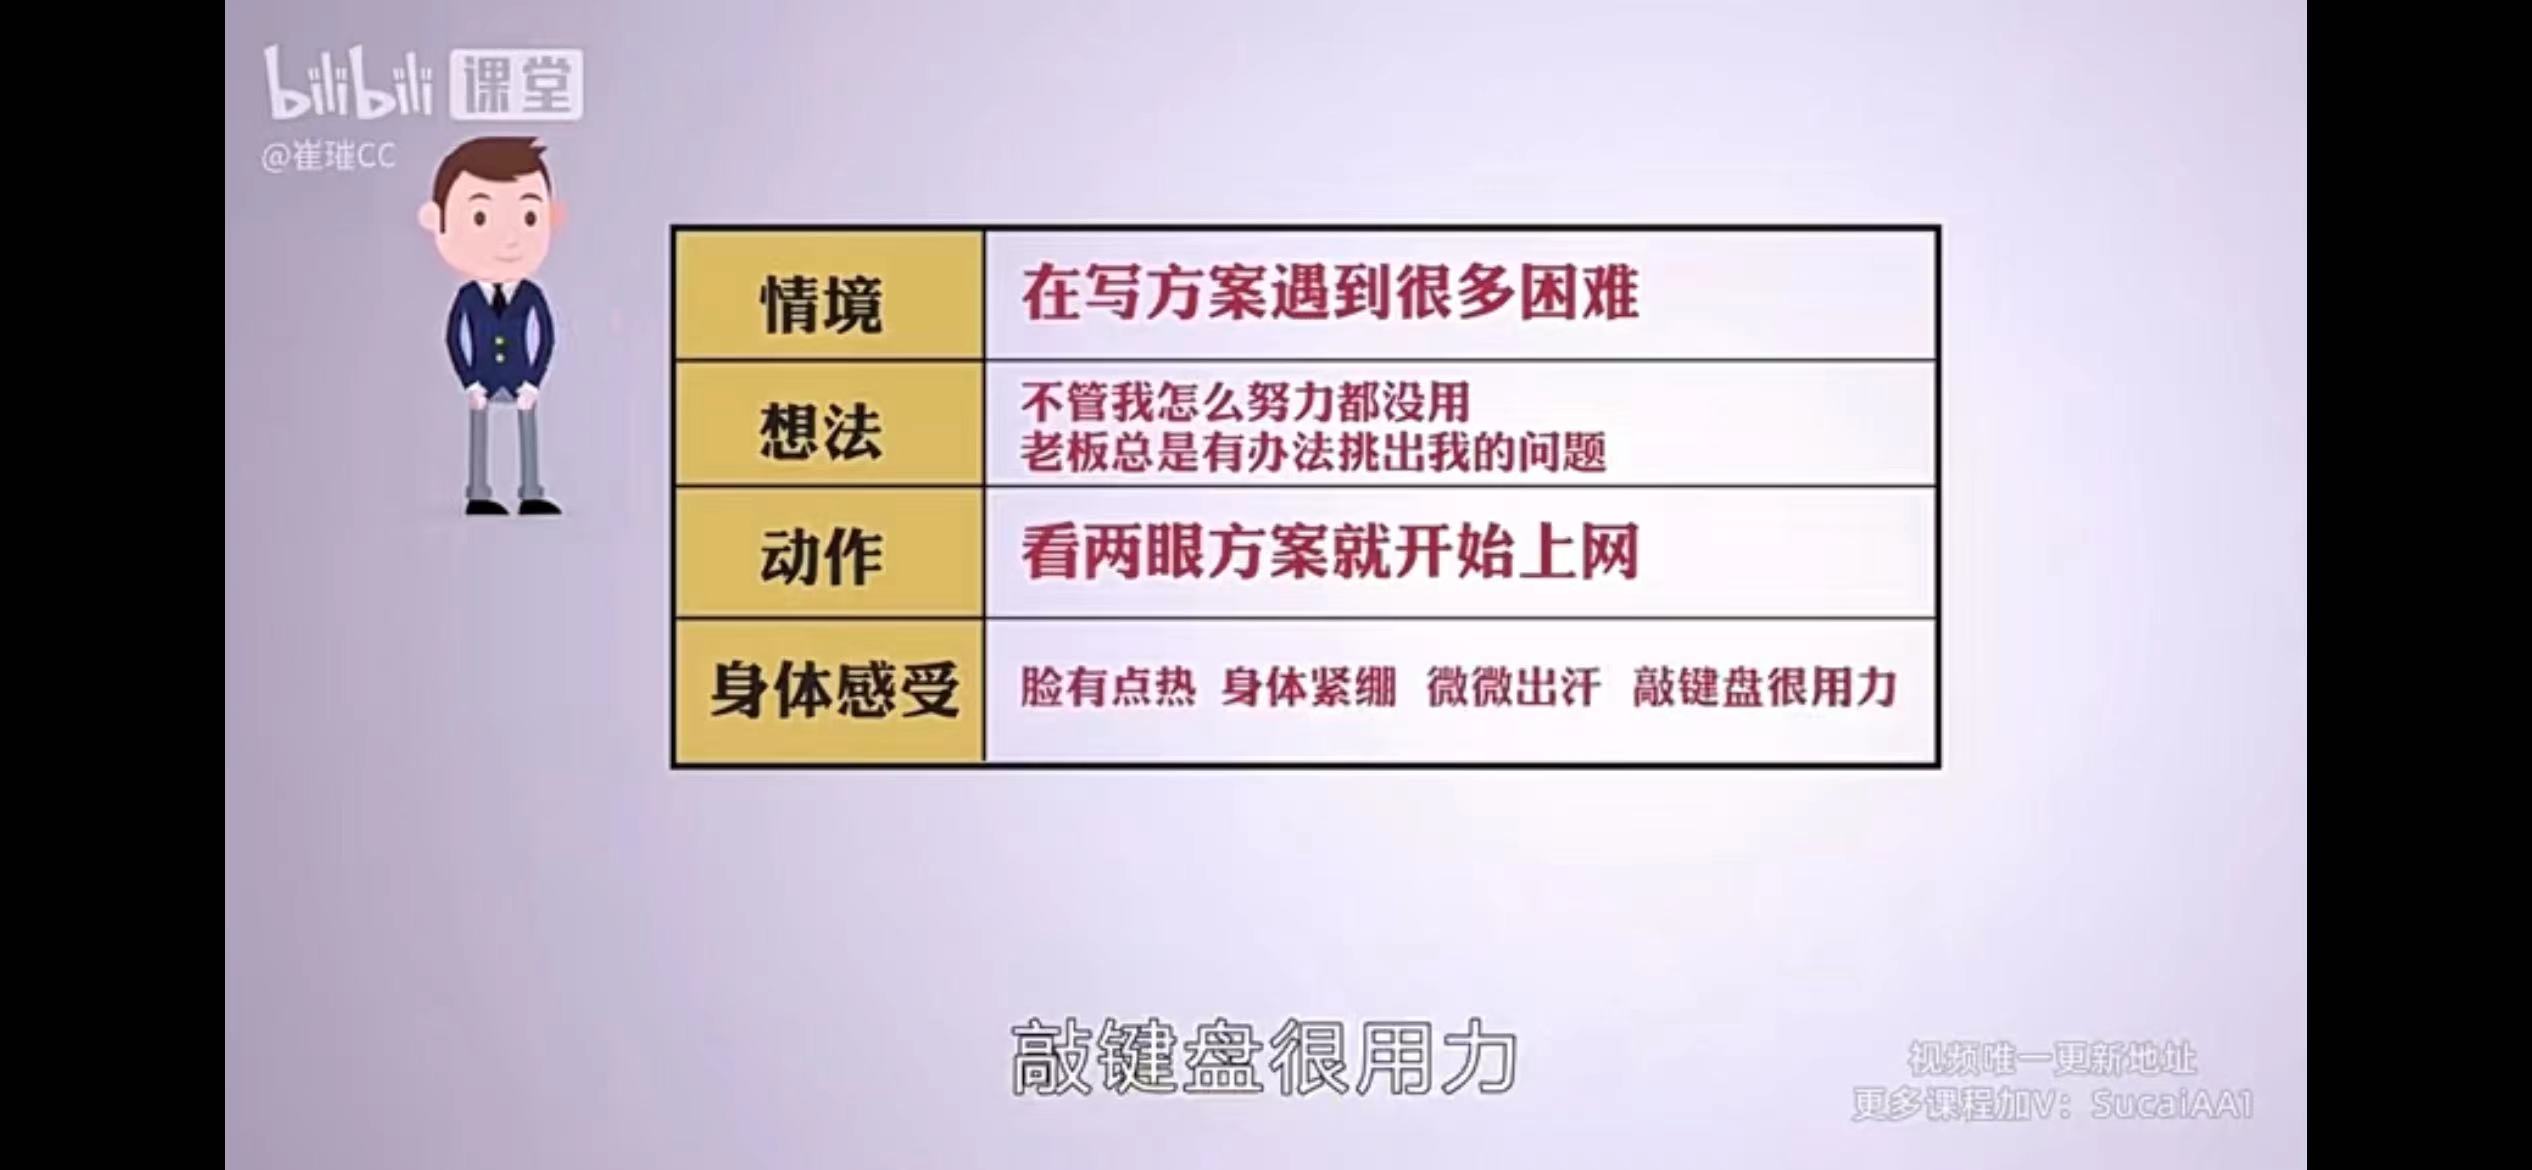 bilibili 课堂
@崔璀CC
情境
在写方案遇到很多困难
想法
不管我怎么努力都没用
老板总是有办法挑出我的问题
动作
看两眼方案就开始上网
身体感受
脸有点热 身体紧绷 微微出汗 敲键盘很用力
敲键盘很用力
视频唯一更新地址
更多课程加V：SucaiAA1